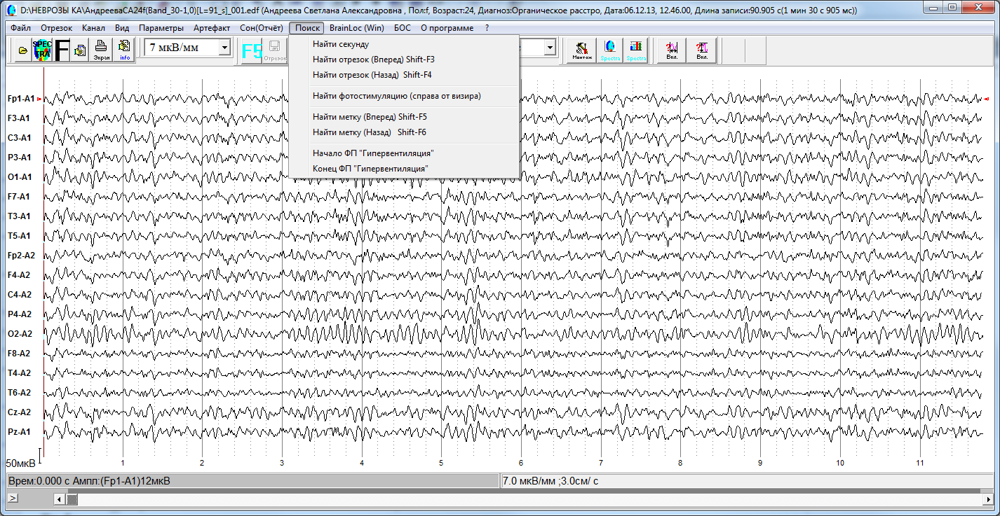 D:\НЕВРОЗЫ КА\АндрееваСА24f(Band_30-1,0)[L=91_s]_001.edf (Андреева Светлана Александровна , Пол:f, Возраст:24, Диагноз:Органическое расстро, Дата:06.12.13, 12.46.00, Длина записи:90.905 с(1 мин 30 с 905 мс))
Файл Отрезок Канал Вид Параметры Артефакт Сон(Отчёт) Поиск BrainLoc (Win) БОС О программе ?
SPEC TRA F Экран info 7 мкВ/мм F5 Отрезок Монтаж Spectra Spectra Вкл. Вкл.
Найти секунду
Найти отрезок (Вперед) Shift-F3
Найти отрезок (Назад) Shift-F4
Найти фотостимуляцию (справа от визира)
Найти метку (Вперед) Shift-F5
Найти метку (Назад) Shift-F6
Начало ФП "Гипервентиляция"
Конец ФП "Гипервентиляция"
Fp1-A1
F3-A1
C3-A1
P3-A1
O1-A1
F7-A1
T3-A1
T5-A1
Fp2-A2
F4-A2
C4-A2
P4-A2
O2-A2
F8-A2
T4-A2
T6-A2
Cz-A2
Pz-A1
50мкВ 1 2 3 4 5 6 7 8 9 10 11
Врем:0.000 с Ампл:(Fp1-A1)12мкВ 7.0 мкВ/мм ;3.0см/ с
>